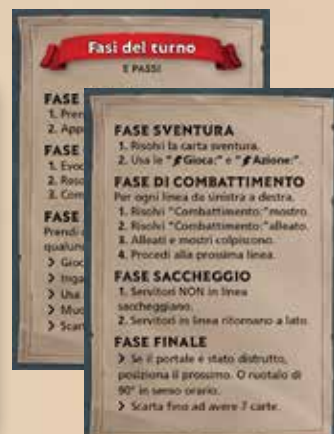 Fasi del turno
E PASSI
FASE
1. Pren
2. App
FASE
1. Evoc
2. Reso
3. Com
FASE
Prendi
qualun
> Gioc
> Inga
> Usa
> Muo
> Scar
FASE SVENTURA
1. Risolvi la carta sventura.
2. Usa le "Gioca:" e "Azione:".
FASE DI COMBATTIMENTO
Per ogni linea da sinistra a destra.
1. Risolvi "Combattimento:"mostro.
2. Risolvi "Combattimento:"alleato.
3. Alleati e mostri colpiscono.
4. Procedi alla prossima linea.
FASE SACCHEGGIO
1. Servitori NON in linea
saccheggiano.
2. Servitori in linea ritornano a lato.
FASE FINALE
> Se il portale è stato distrutto,
posiziona il prossimo. O ruotalo di
90° in senso orario.
> Scarta fino ad avere 7 carte.